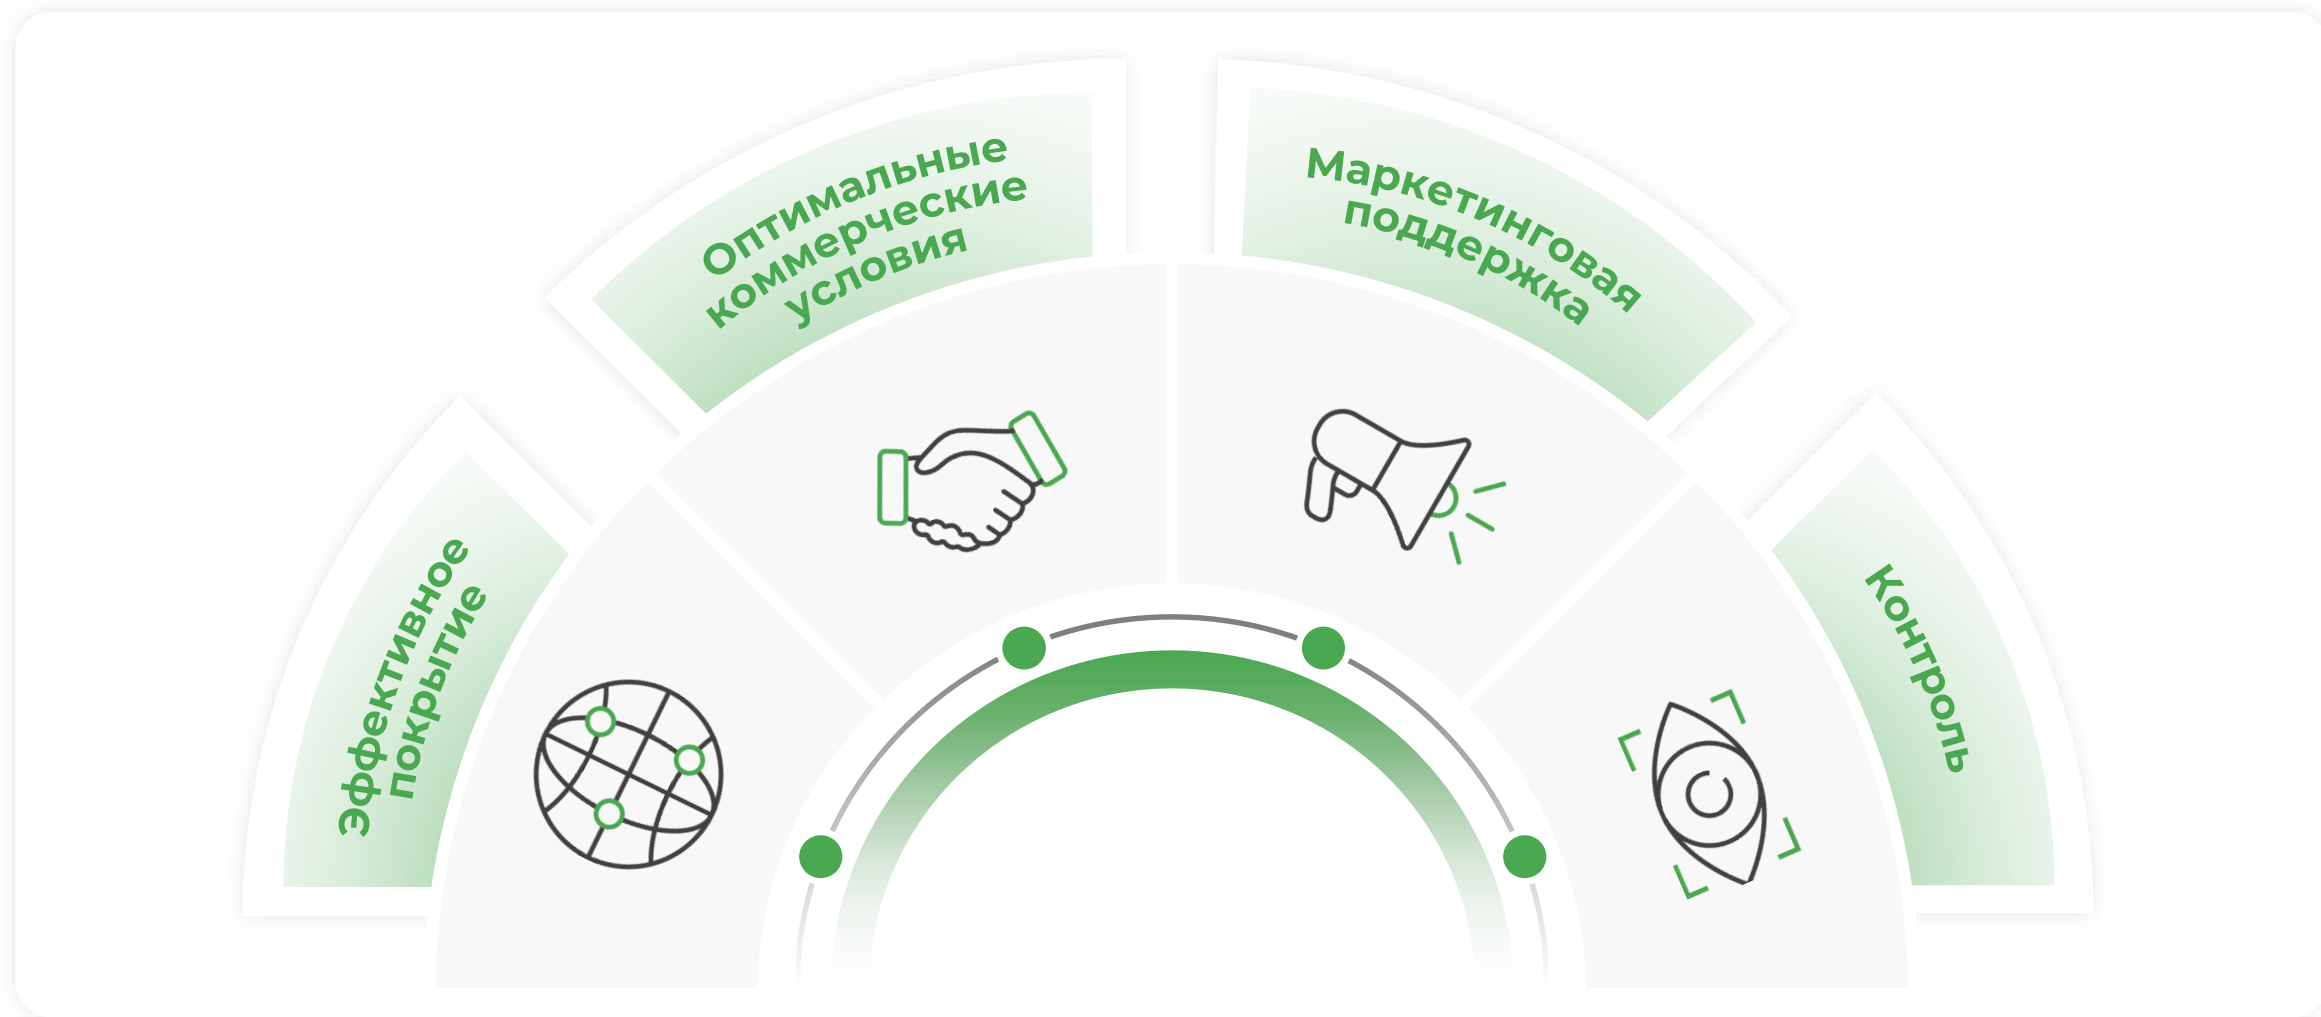 Эффективное
покрытие
Оптимальные
коммерческие
условия
Маркетинговая
поддержка
Контроль